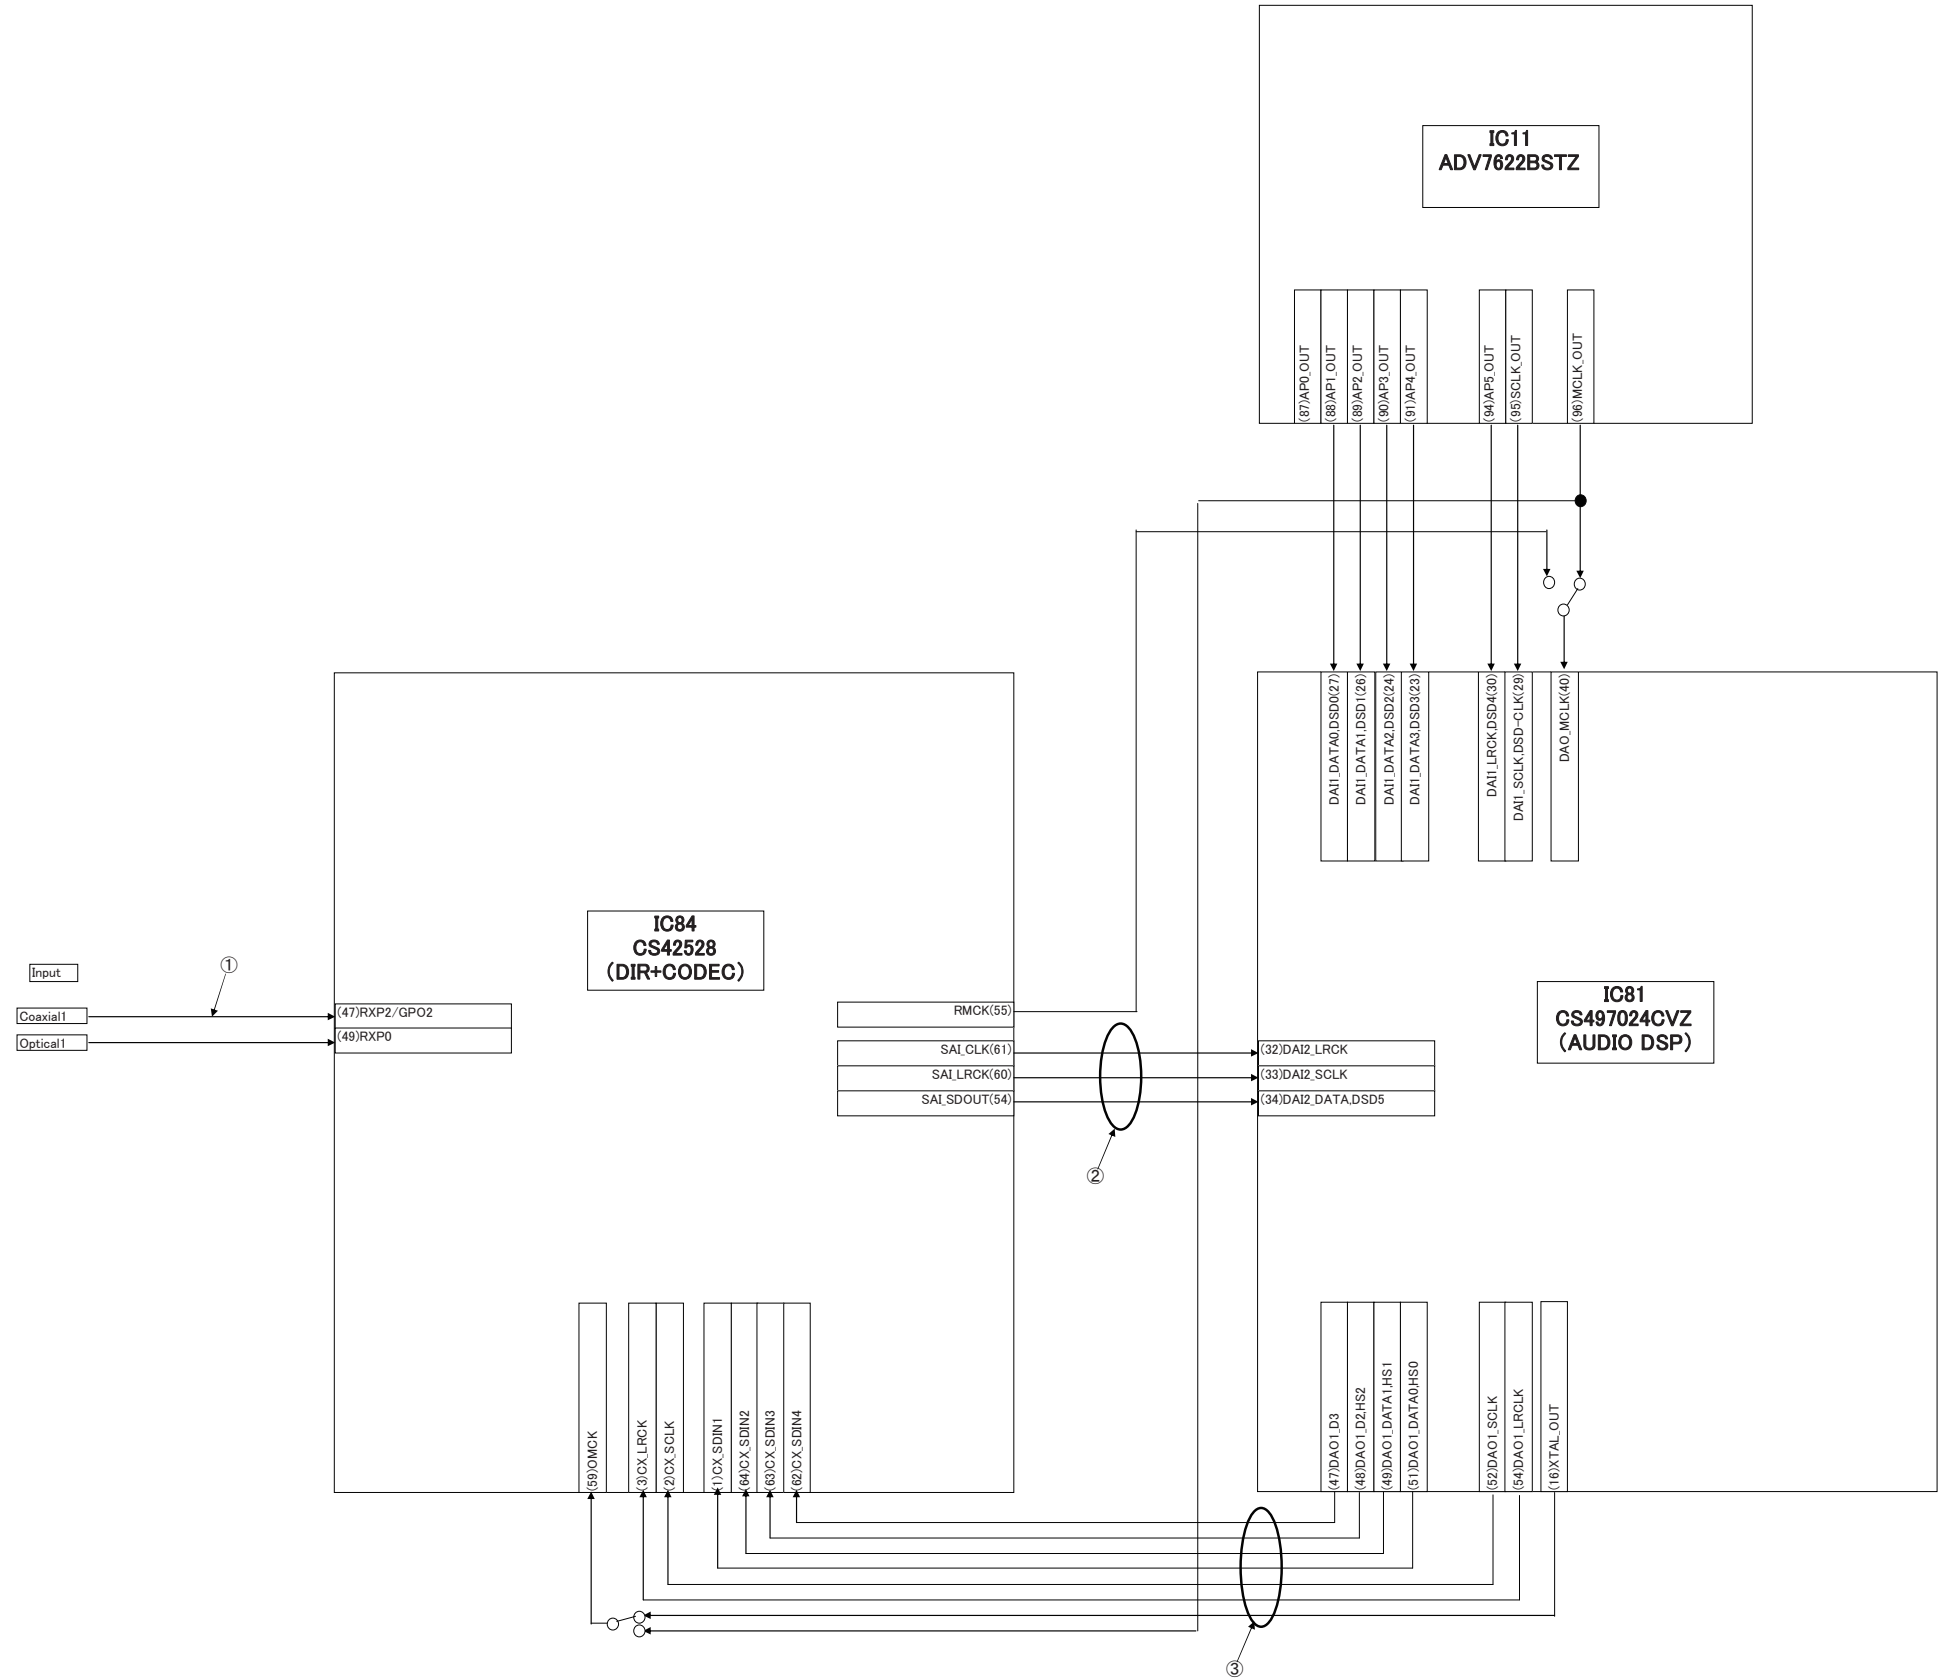 IC11
ADV7622BSTZ
(87)AP0_OUT
(88)AP1_OUT
(89)AP2_OUT
(90)AP3_OUT
(91)AP4_OUT
(94)AP5_OUT
(95)SCLK_OUT
(96)MCLK_OUT
DAI1_DATA0,DSD0(27)
DAI1_DATA1,DSD1(26)
DAI1_DATA2,DSD2(24)
DAI1_DATA3,DSD3(23)
DAI1_LRCK,DSD4(30)
DAI1_SCLK,DSD-CLK(29)
DAO_MCLK(40)
IC84
CS42528
(DIR+CODEC)
Input
①
Coaxial1
Optical1
(47)RXP2/GPO2
(49)RXP0
RMCK(55)
SAI_CLK(61)
SAI_LRCK(60)
SAI_SDOUT(54)
②
IC81
CS497024CVZ
(AUDIO DSP)
(32)DAI2_LRCK
(33)DAI2_SCLK
(34)DAI2_DATA,DSD5
(59)OMCK
(3)CX_LRCK
(2)CX_SCLK
(1)CX_SDIN1
(64)CX_SDIN2
(63)CX_SDIN3
(62)CX_SDIN4
(47)DAO1_D3
(48)DAO1_D2,HS2
(49)DAO1_DATA1,HS1
(51)DAO1_DATA0,HS0
(52)DAO1_SCLK
(54)DAO1_LRCLK
(16)XTAL_OUT
③